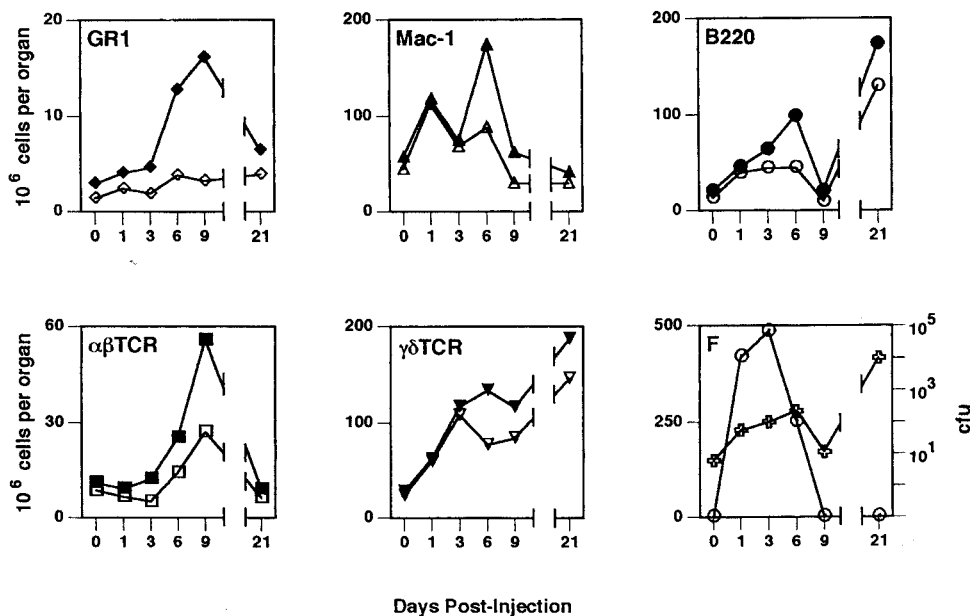 GR1
Mac-1
B220
20
10
0
200
100
0
200
100
0
10⁶ cells per organ
0 1 3 6 9 21
0 1 3 6 9 21
0 1 3 6 9 21
αβTCR
γδTCR
F
60
30
0
200
100
0
500
250
0
10⁵
10³
10¹
cfu
10⁶ cells per organ
0 1 3 6 9 21
0 1 3 6 9 21
0 1 3 6 9 21
Days Post-Injection